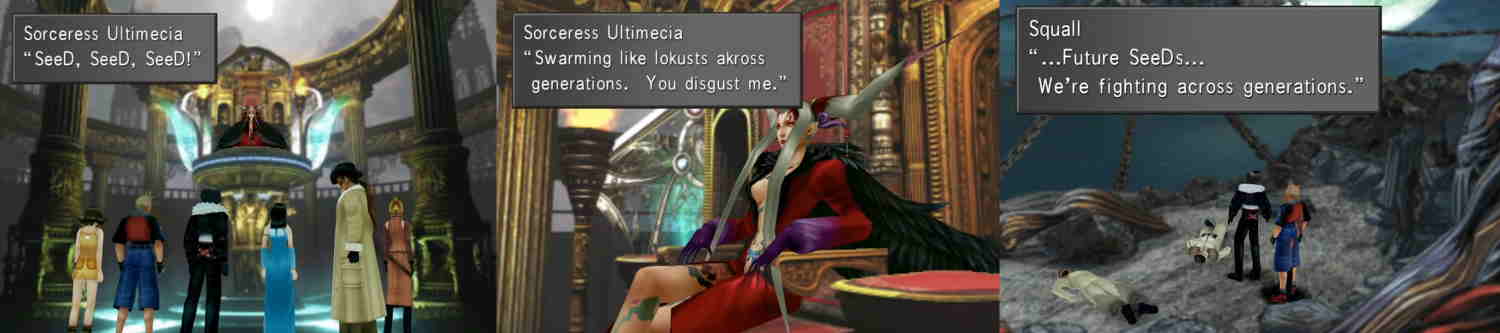 Sorceress Ultimecia
“SeeD, SeeD, SeeD!”
Sorceress Ultimecia
“Swarming like lokusts akross
generations. You disgust me.”
Squall
“...Future SeeDs...
We're fighting across generations.”